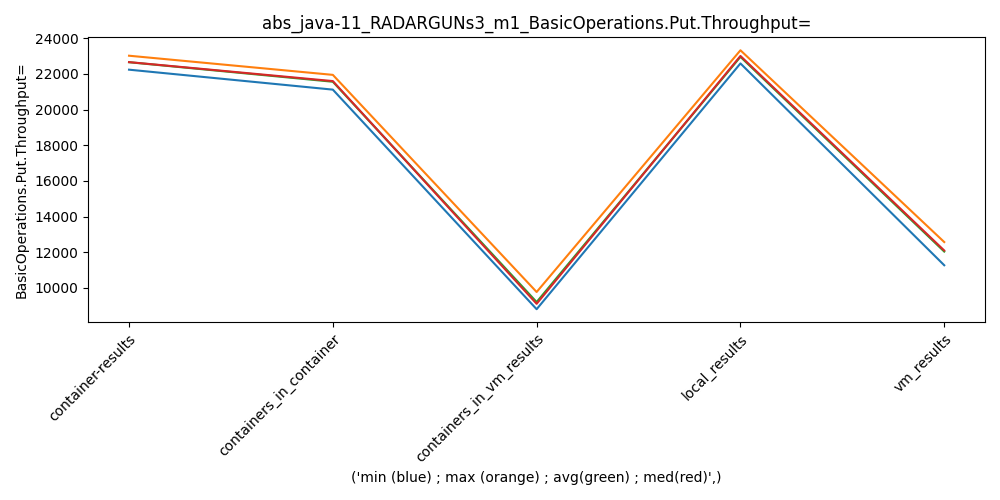 abs_java-11_RADARGUNs3_m1_BasicOperations.Put.Throughput=
BasicOperations.Put.Throughput=
24000
22000
20000
18000
16000
14000
12000
10000
container-results
containers_in_container
containers_in_vm_results
local_results
vm_results
('min (blue) ; max (orange) ; avg(green) ; med(red)',)